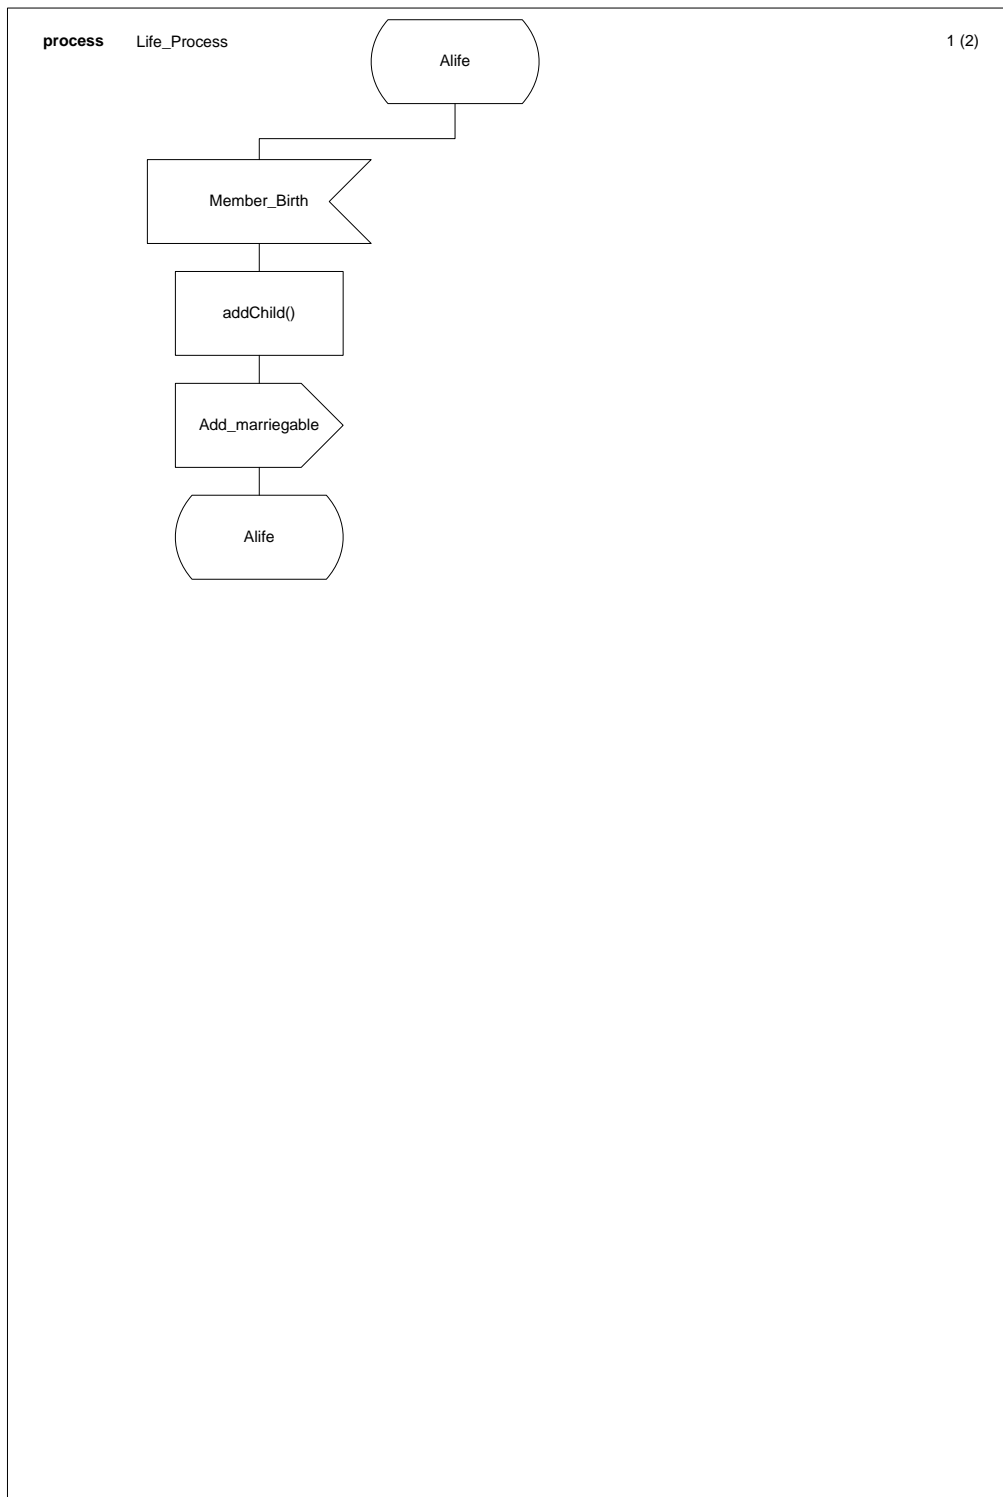 process Life_Process 1 (2)
Alife
Member_Birth
addChild()
Add_marriegable
Alife